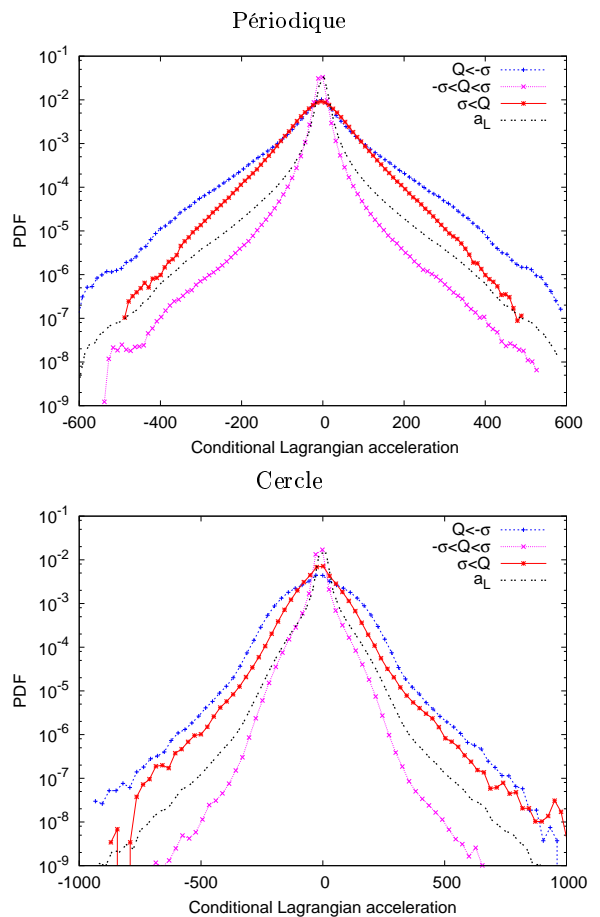 Périodique
10^-1
10^-2
10^-3
10^-4
10^-5
10^-6
10^-7
10^-8
10^-9
PDF
Q<-σ
-σ<Q<σ
σ<Q
a_L
-600 -400 -200 0 200 400 600
Conditional Lagrangian acceleration
Cercle
10^-1
10^-2
10^-3
10^-4
10^-5
10^-6
10^-7
10^-8
10^-9
PDF
Q<-σ
-σ<Q<σ
σ<Q
a_L
-1000 -500 0 500 1000
Conditional Lagrangian acceleration